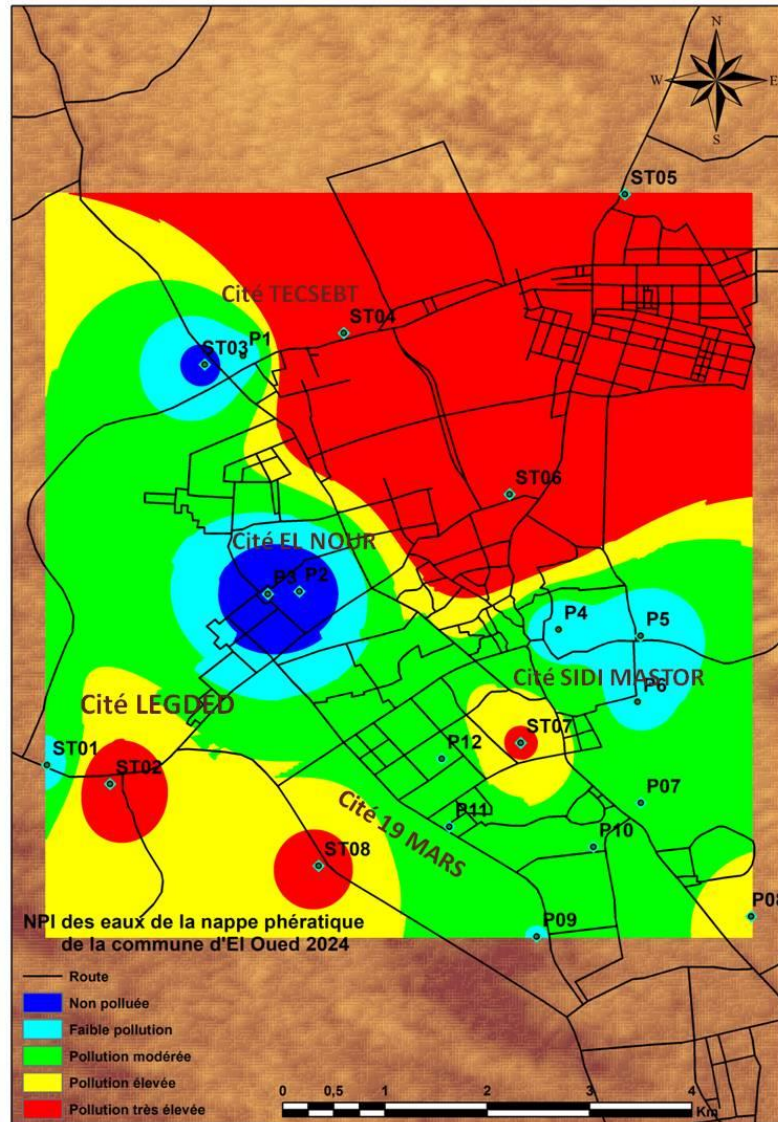 N
W
E
S
ST05
Cité TECSEBT
ST04
P1
ST03
ST06
Cité EL NOUR
P3
P2
P4
P5
Cité SIDI MASTOR
P6
Cité LEGDED
ST07
ST01
P12
ST02
P07
Cité 19 MARS
P11
P10
ST08
P08
P09
NPI des eaux de la nappe phératique
de la commune d'El Oued 2024
Route
Non polluée
Faible pollution
Pollution modérée
Pollution élevée
Pollution très élevée
0 0,5 1 2 3 4
Km